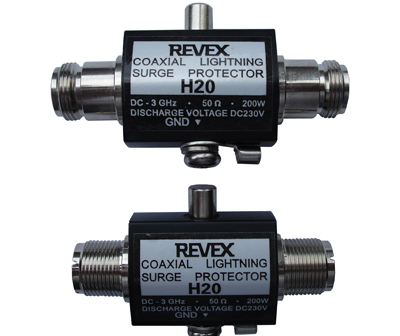 REVEX
COAXIAL LIGHTNING
SURGE PROTECTOR
H20
DC - 3 GHz • 50 Ω • 200W
DISCHARGE VOLTAGE DC230V
GND ▼
REVEX
COAXIAL LIGHTNING
SURGE PROTECTOR
H20
DC - 3 GHz • 50 Ω • 200W
DISCHARGE VOLTAGE DC230V
GND ▼